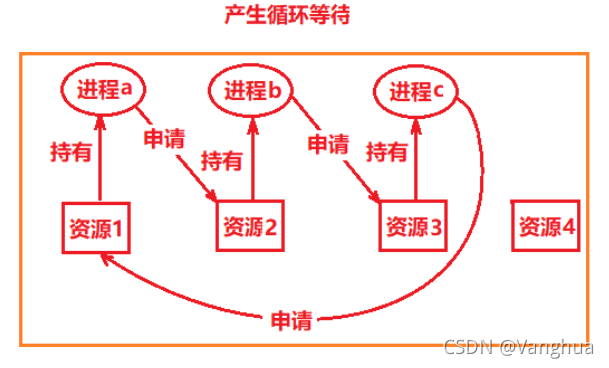 产生循环等待
进程a
进程b
进程c
持有
申请
持有
申请
持有
资源1
资源2
资源3
资源4
申请
CSDN @Vanghua